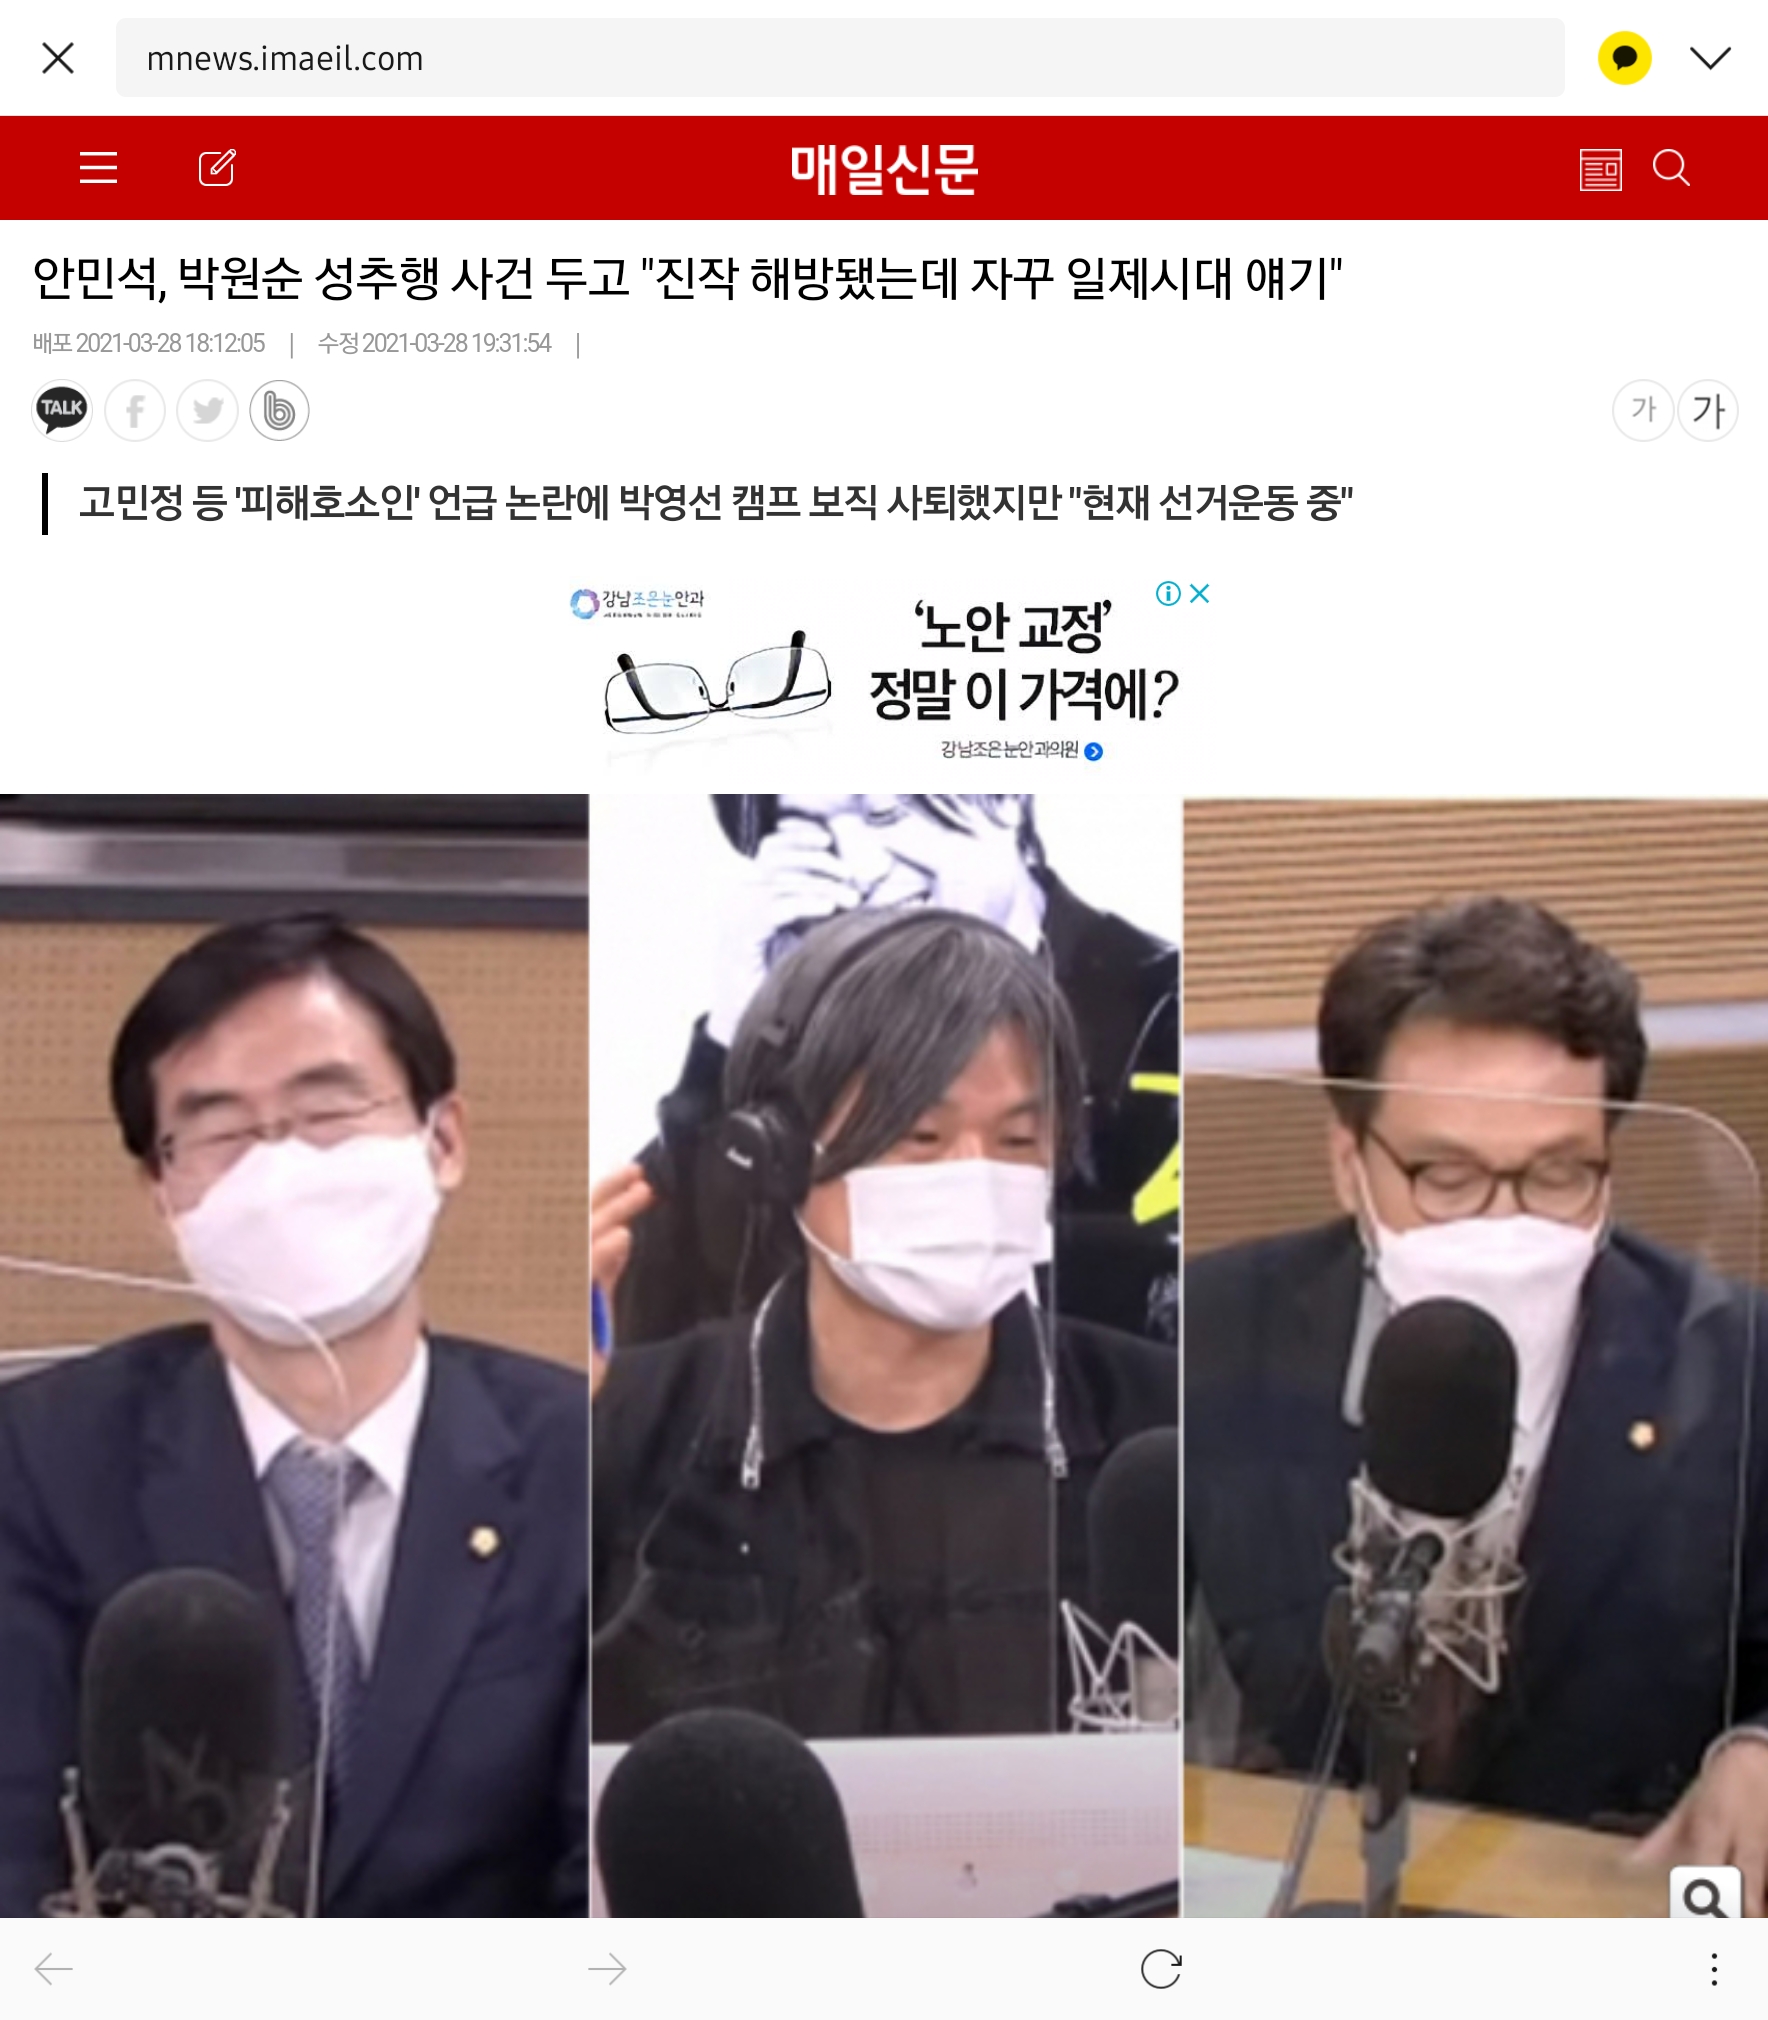 mnews.imaeil.com
매일신문
안민석, 박원순 성추행 사건 두고 "진작 해방됐는데 자꾸 일제시대 얘기"
배포 2021-03-28 18:12:05 | 수정 2021-03-28 19:31:54 |
TALK
가 가
고민정 등 '피해호소인' 언급 논란에 박영선 캠프 보직 사퇴했지만 "현재 선거운동 중"
강남조은눈안과
'노안 교정'
정말 이 가격에?
강남조은눈안과의원